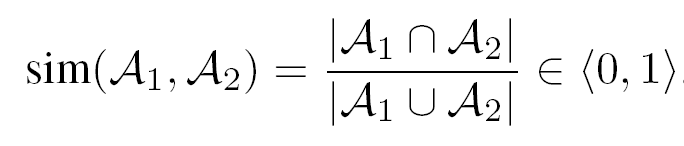 sim(𝒜₁, 𝒜₂) = |𝒜₁ ∩ 𝒜₂| / |𝒜₁ ∪ 𝒜₂| ∈ ⟨0, 1⟩.